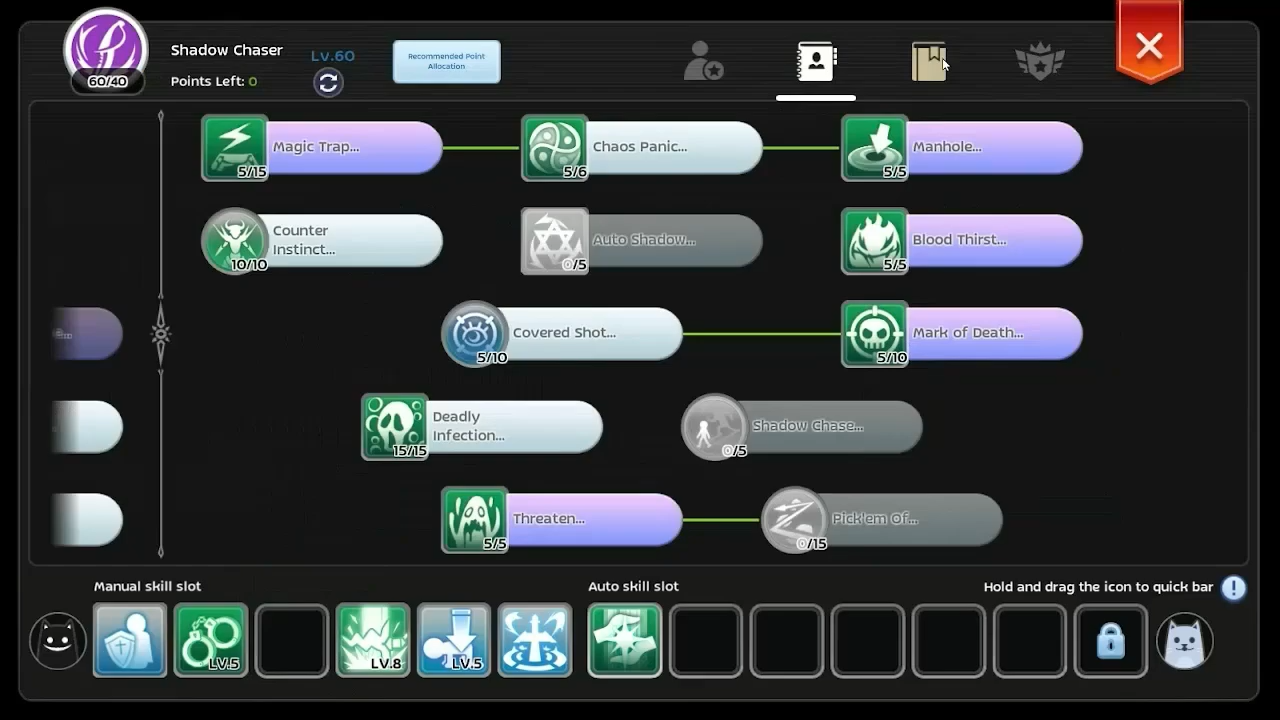 Shadow Chaser
Lv.60
Recommended Point
Allocation
60/40
Points Left: 0
Magic Trap...
5/15
Chaos Panic...
5/6
Manhole...
5/5
Counter
Instinct...
10/10
Auto Shadow...
0/5
Blood Thirst...
5/5
Covered Shot...
5/10
Mark of Death...
5/10
Deadly
Infection...
15/15
Shadow Chase...
0/5
Threaten...
5/5
Pick'em Of...
0/15
Manual skill slot
Auto skill slot
Hold and drag the icon to quick bar
LV.5
LV.8
LV.5